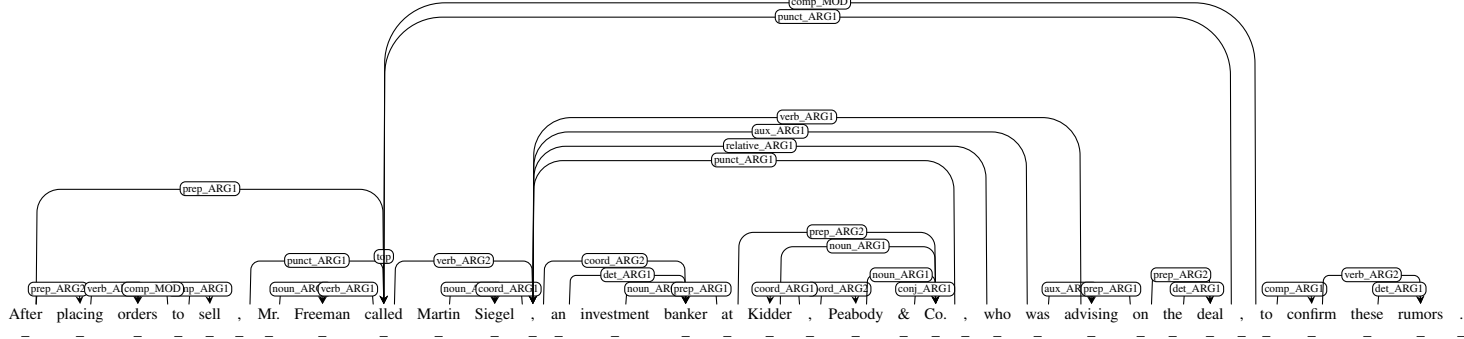 comp_MOD
punct_ARG1
verb_ARG1
aux_ARG1
relative_ARG1
punct_ARG1
prep_ARG1
prep_ARG2
noun_ARG1
punct_ARG1 top verb_ARG2 coord_ARG2
det_ARG1 noun_ARG1 prep_ARG2 verb_ARG2
prep_ARG2 comp_MOD verb_ARG1 coord_ARG1 prep_ARG1 coord_ARG1 conj_ARG1 prep_ARG1 det_ARG1 comp_ARG1 det_ARG1
After placing orders to sell , Mr. Freeman called Martin Siegel , an investment banker at Kidder , Peabody & Co. , who was advising on the deal , to confirm these rumors .